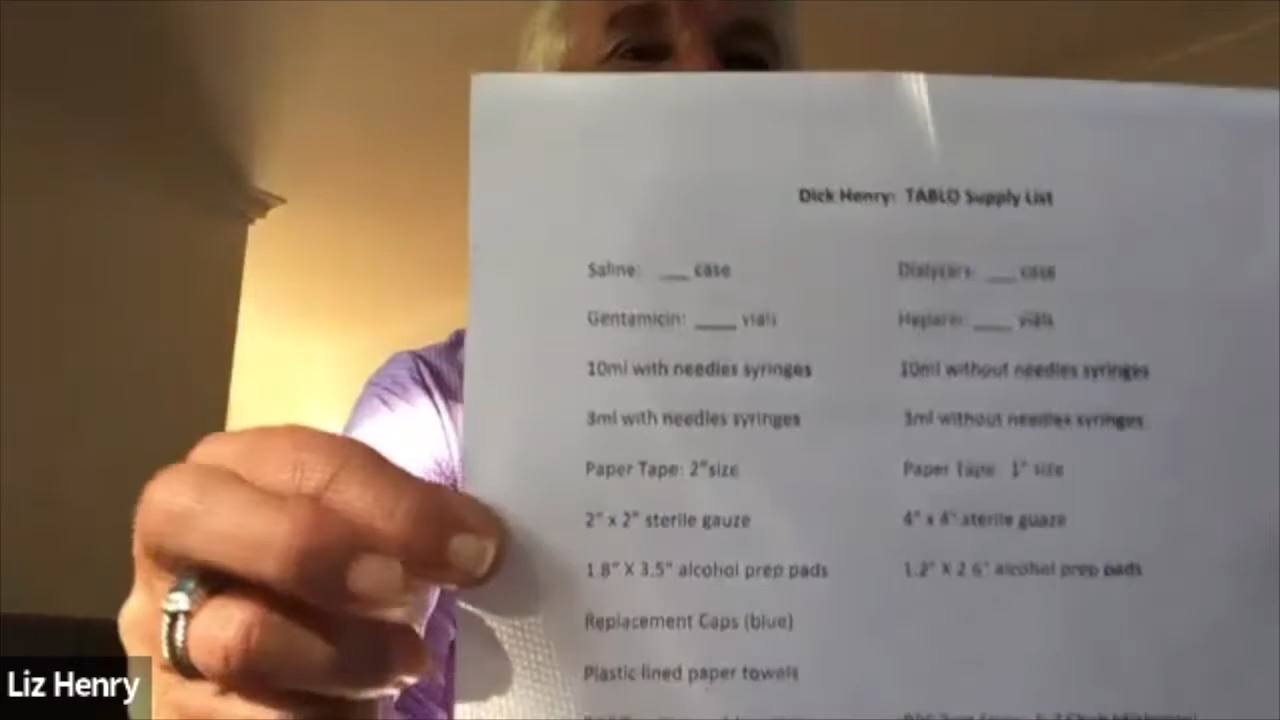 Dick Henry: TABLO Supply List
Saline: ___ case Dialycers ___ case
Gentamicin: ____ vials Heparin: ____ vials
10ml with needles syringes 10ml without needles syringes
3ml with needles syringes 3ml without needles syringes
Paper Tape: 2"size Paper Tape 1" size
2" x 2" sterile gauze 4" x 4" sterile guaze
1.8" X 3.5" alcohol prep pads 1.2" X 2.6" alcohol prep pads
Replacement Caps (blue)
Plastic lined paper towels
Liz Henry